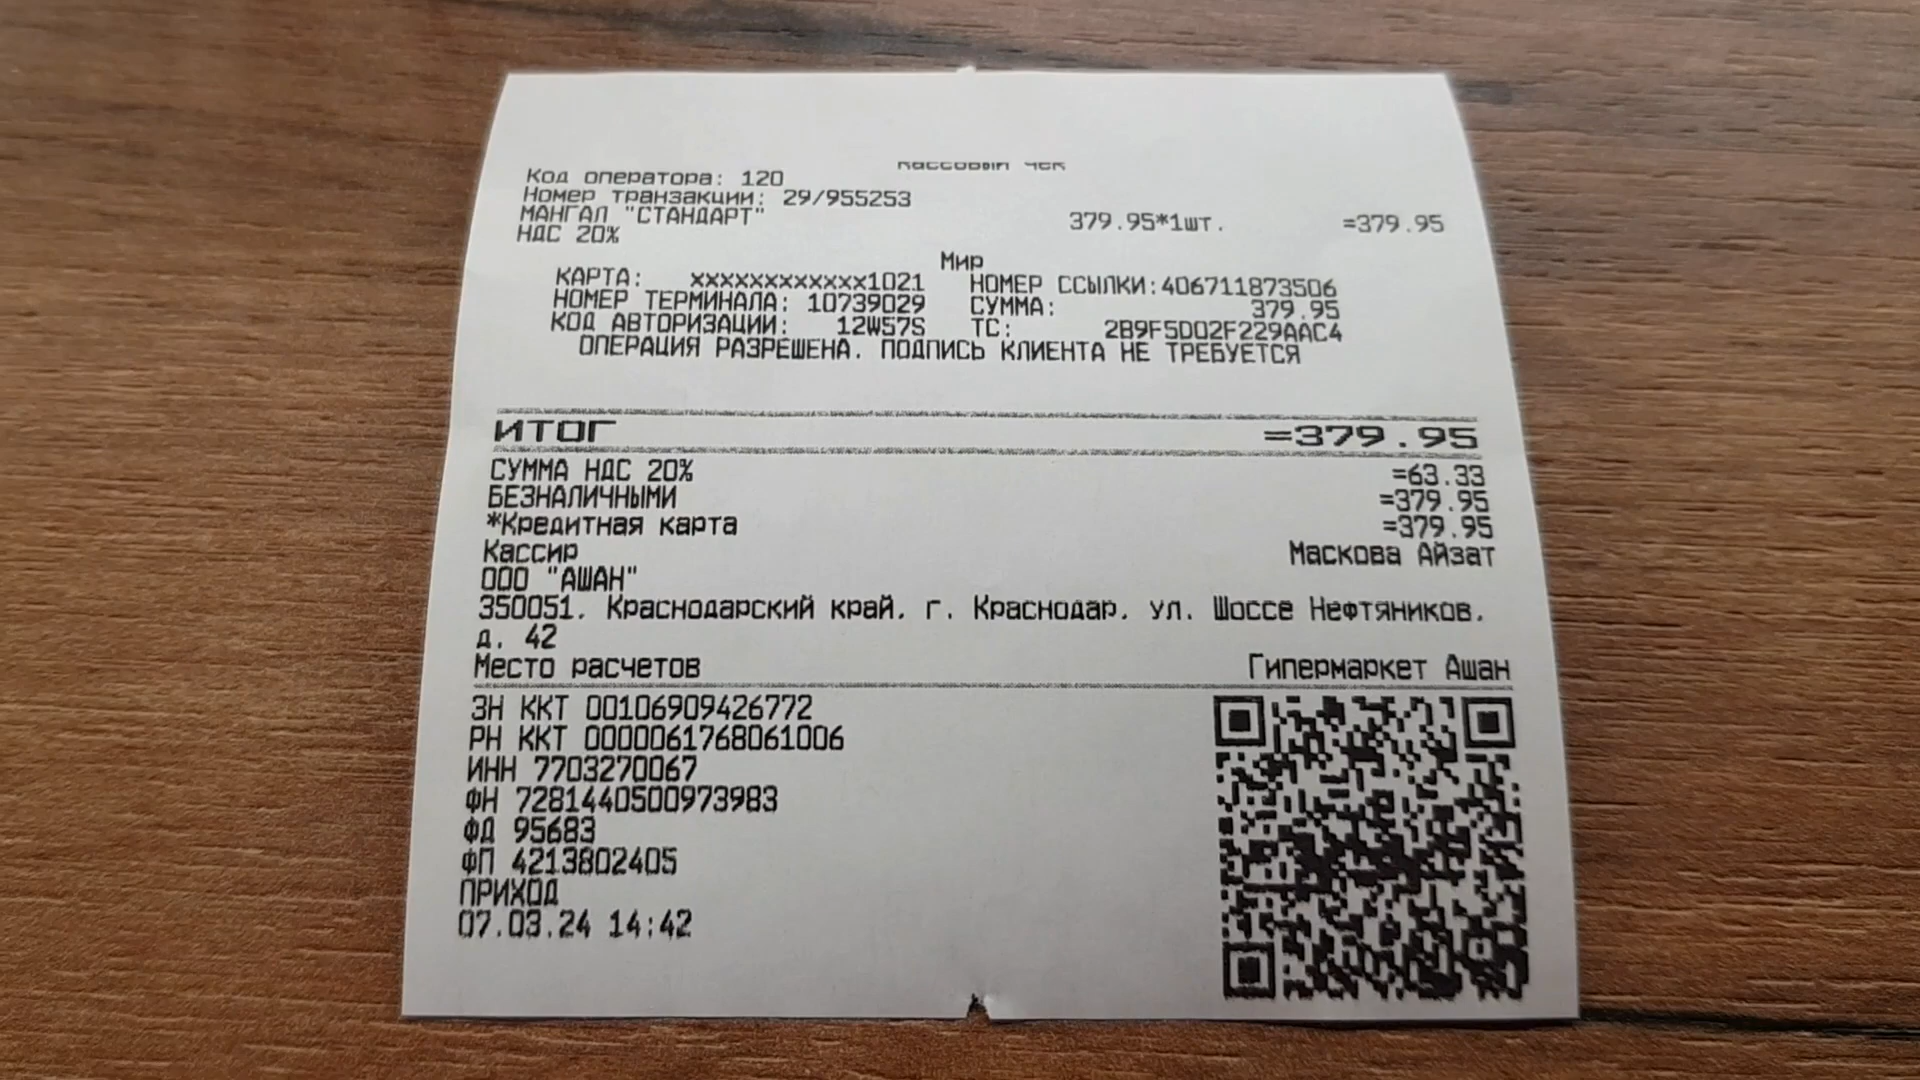 Кассовый чек
Код оператора: 120
Номер транзакции: 29/955253
МАНГАЛ "СТАНДАРТ" 379.95*1шт. =379.95
НДС 20%
Мир
КАРТА: xxxxxxxxxxxx1021 НОМЕР ССЫЛКИ:406711873506
НОМЕР ТЕРМИНАЛА: 10739029 СУММА: 379.95
КОД АВТОРИЗАЦИИ: 12W57S ТС: 2B9F5D02F229AAC4
ОПЕРАЦИЯ РАЗРЕШЕНА. ПОДПИСЬ КЛИЕНТА НЕ ТРЕБУЕТСЯ
ИТОГ =379.95
СУММА НДС 20% =63.33
БЕЗНАЛИЧНЫМИ =379.95
*Кредитная карта =379.95
Кассир Маскова Айзат
ООО "АШАН"
350051, Краснодарский край, г. Краснодар, ул. Шоссе Нефтяников,
д. 42
Место расчетов Гипермаркет Ашан
ЗН ККТ 00106909426772
РН ККТ 0000061768061006
ИНН 7703270067
ФН 7281440500973983
ФД 95683
ФП 4213802405
ПРИХОД
07.03.24 14:42